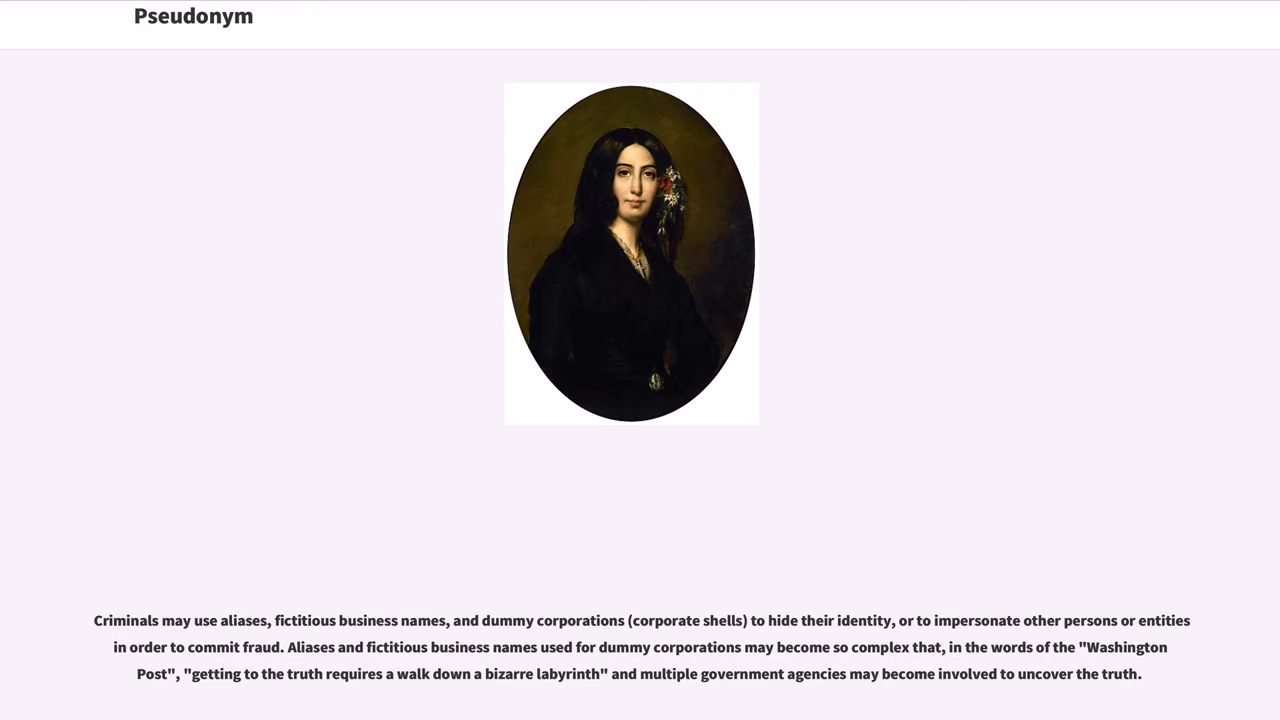 Pseudonym
Criminals may use aliases, fictitious business names, and dummy corporations (corporate shells) to hide their identity, or to impersonate other persons or entities
in order to commit fraud. Aliases and fictitious business names used for dummy corporations may become so complex that, in the words of the "Washington
Post", "getting to the truth requires a walk down a bizarre labyrinth" and multiple government agencies may become involved to uncover the truth.